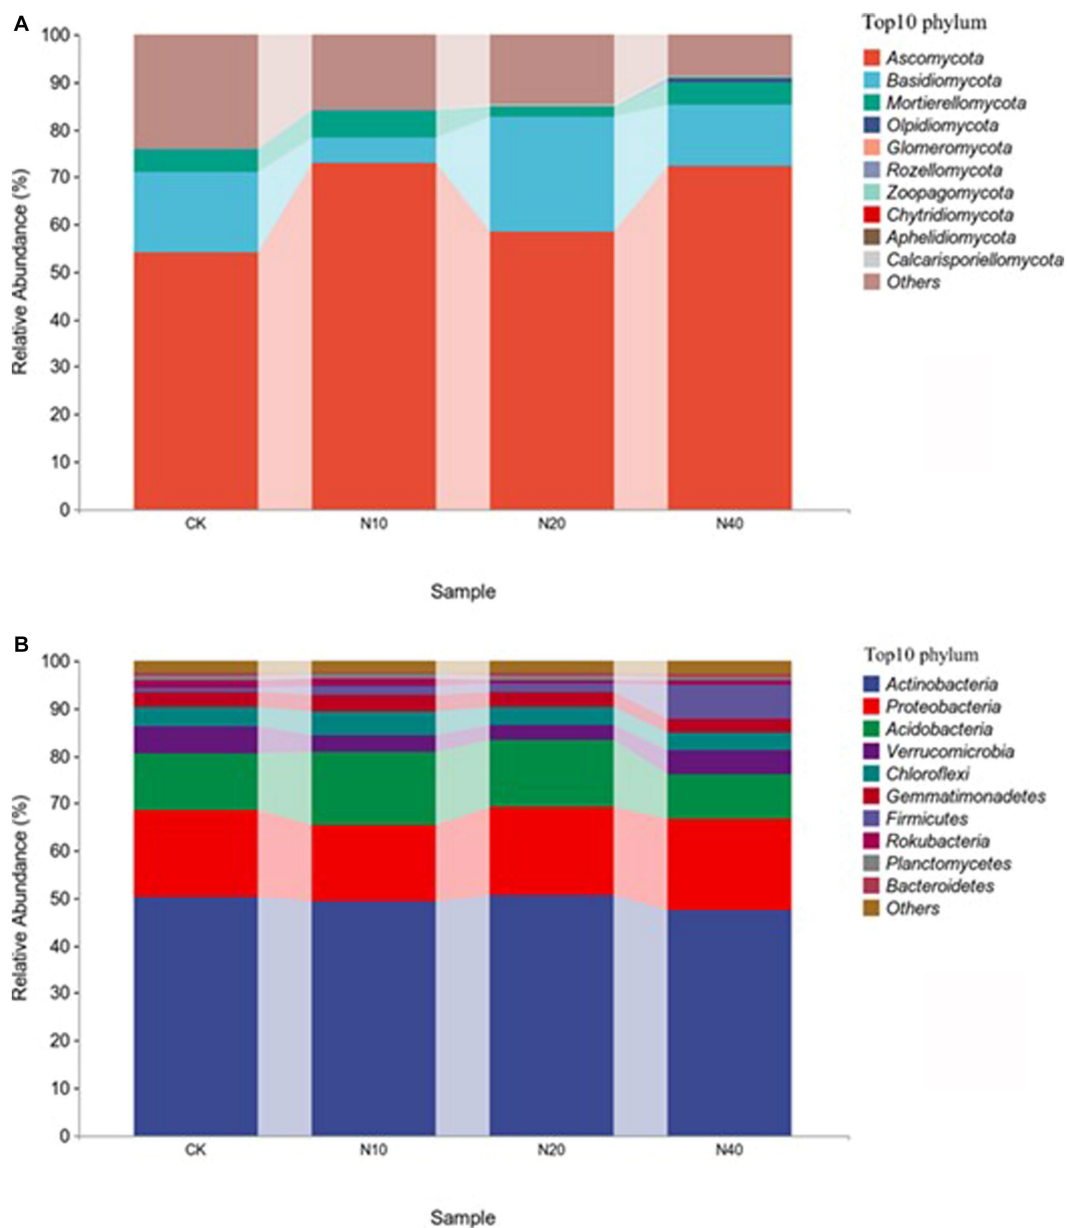 A
Top10 phylum
Ascomycota
Basidiomycota
Mortierellomycota
Olpidiomycota
Glomeromycota
Rozellomycota
Zoopagomycota
Chytridiomycota
Aphelidiomycota
Calcarisporiellomycota
Others
Relative Abundance (%)
100
90
80
70
60
50
40
30
20
10
0
CK N10 N20 N40
Sample
B
Top10 phylum
Actinobacteria
Proteobacteria
Acidobacteria
Verrucomicrobia
Chloroflexi
Gemmatimonadetes
Firmicutes
Rokubacteria
Planctomycetes
Bacteroidetes
Others
Relative Abundance (%)
100
90
80
70
60
50
40
30
20
10
0
CK N10 N20 N40
Sample